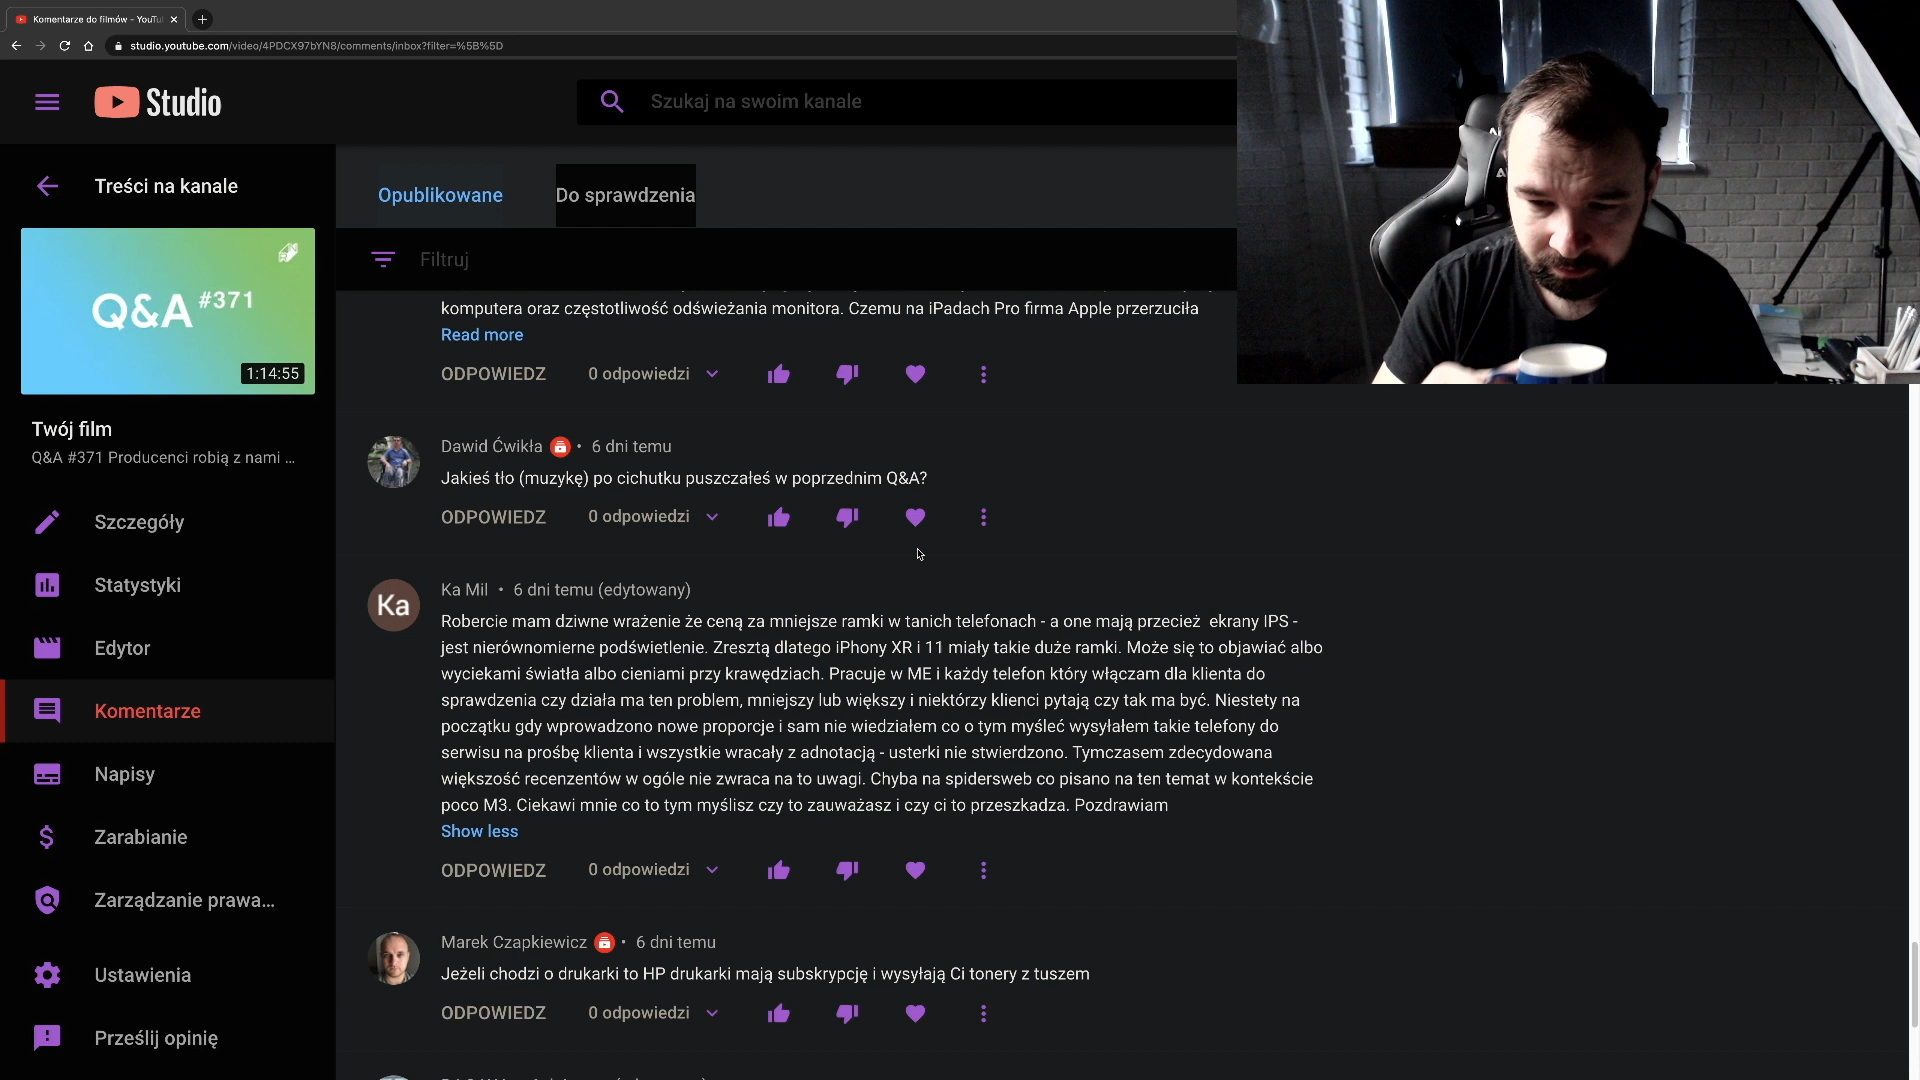 Komentarze do filmów - YouTu
studio.youtube.com/video/4PDCX97bYN8/comments/inbox?filter=%5B%5D
Studio
Szukaj na swoim kanale
Treści na kanale
Q&A #371
1:14:55
Twój film
Q&A #371 Producenci robią z nami ...
Szczegóły
Statystyki
Edytor
Komentarze
Napisy
Zarabianie
Zarządzanie prawa...
Ustawienia
Prześlij opinię
Opublikowane
Do sprawdzenia
Filtruj
komputera oraz częstotliwość odświeżania monitora. Czemu na iPadach Pro firma Apple przerzuciła
Read more
ODPOWIEDZ 0 odpowiedzi
Dawid Ćwikła • 6 dni temu
Jakieś tło (muzykę) po cichutku puszczałeś w poprzednim Q&A?
ODPOWIEDZ 0 odpowiedzi
Ka
Ka Mil • 6 dni temu (edytowany)
Robercie mam dziwne wrażenie że ceną za mniejsze ramki w tanich telefonach - a one mają przecież ekrany IPS -
jest nierównomierne podświetlenie. Zresztą dlatego iPhony XR i 11 miały takie duże ramki. Może się to objawiać albo
wyciekami światła albo cieniami przy krawędziach. Pracuje w ME i każdy telefon który włączam dla klienta do
sprawdzenia czy działa ma ten problem, mniejszy lub większy i niektórzy klienci pytają czy tak ma być. Niestety na
początku gdy wprowadzono nowe proporcje i sam nie wiedziałem co o tym myśleć wysyłałem takie telefony do
serwisu na prośbę klienta i wszystkie wracały z adnotacją - usterki nie stwierdzono. Tymczasem zdecydowana
większość recenzentów w ogóle nie zwraca na to uwagi. Chyba na spidersweb co pisano na ten temat w kontekście
poco M3. Ciekawi mnie co to tym myślisz czy to zauważasz i czy ci to przeszkadza. Pozdrawiam
Show less
ODPOWIEDZ 0 odpowiedzi
Marek Czapkiewicz • 6 dni temu
Jeżeli chodzi o drukarki to HP drukarki mają subskrypcję i wysyłają Ci tonery z tuszem
ODPOWIEDZ 0 odpowiedzi